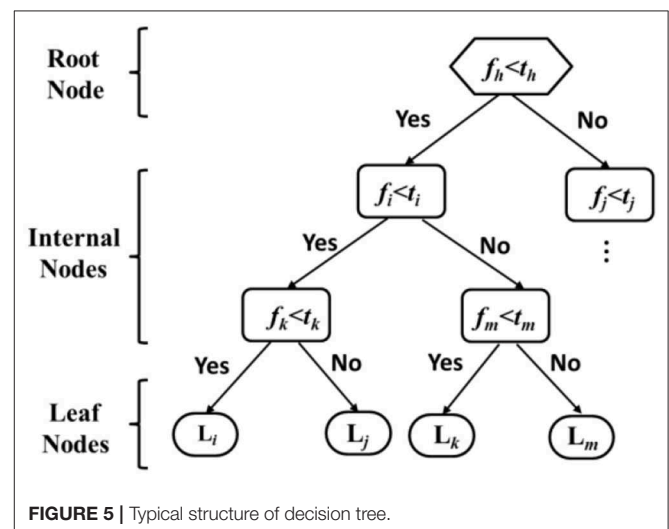 Root
Node
f_h<t_h
Yes
No
f_i<t_i
f_j<t_j
Internal
Nodes
Yes
No
⋮
f_k<t_k
f_m<t_m
Yes
No
Yes
No
Leaf
Nodes
L_i
L_j
L_k
L_m
FIGURE 5 | Typical structure of decision tree.